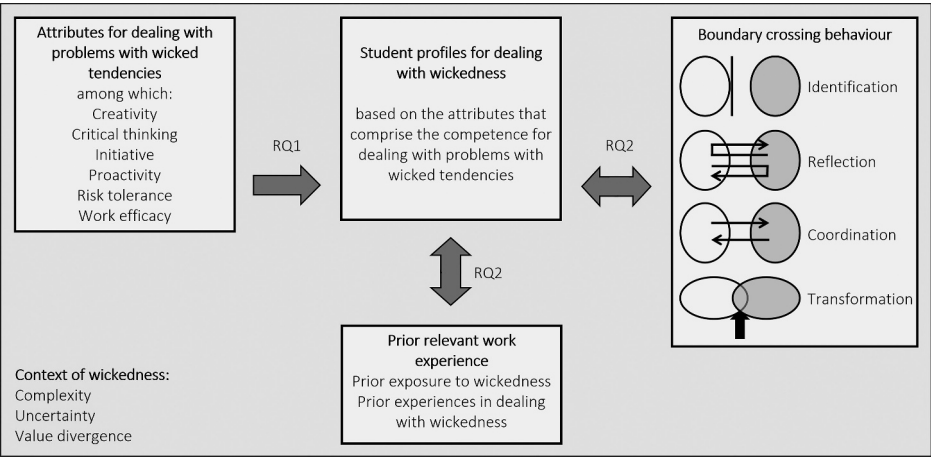 Attributes for dealing with
problems with wicked
tendencies
among which:
Creativity
Critical thinking
Initiative
Proactivity
Risk tolerance
Work efficacy
RQ1
Student profiles for dealing
with wickedness
based on the attributes that
comprise the competence for
dealing with problems with
wicked tendencies
RQ2
Boundary crossing behaviour
Identification
Reflection
Coordination
Transformation
RQ2
Prior relevant work
experience
Prior exposure to wickedness
Prior experiences in dealing
with wickedness
Context of wickedness:
Complexity
Uncertainty
Value divergence